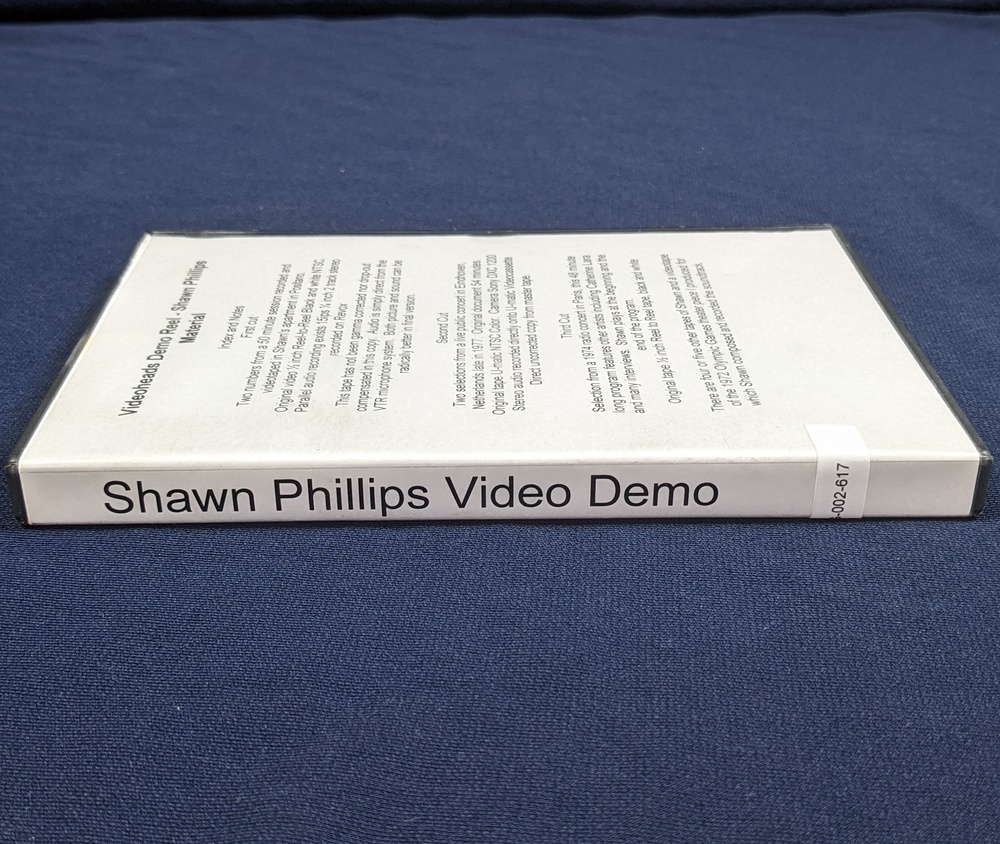 Videoheads Demo Reel - Shawn Phillips
Material
Index and Notes
First cut
Two numbers from a 50 minute session recorded and
videotaped in Shawn's apartment in Positano.
Original video ½ inch Reel-to-Reel Black and white NTSC.
Parallel audio recording exists 15ips ¼ inch 2 track stereo
recorded on Revox
This tape has not been gamma corrected nor drop-out
compensated in this copy. Audio is simply direct from the
VTR microphone system. Both picture and sound can be
radically better in final version.
Second Cut
Two selections from a live public concert in Eindhoven,
Netherlands late in 1977. Original document 54 minutes.
Original tape U-matic NTSC Color. Camera Sony DXC 1200
Stereo audio recorded directly onto U-matic Videocassette
Direct uncorrected copy from master tape.
Third Cut
Selection from a 1974 radio concert in Paris, this 48 minute
long program features other artists including Catherine Lara
and many interviews. Shawn plays at the beginning and the
end of the program.
Original tape ½ inch Reel to Reel tape, black and white
There are four or five other tapes of Shawn and a videotape
of the 1972 Olympic Games theater piece I produced for
which Shawn composed and recorded the soundtrack.
Shawn Phillips Video Demo
-002-617